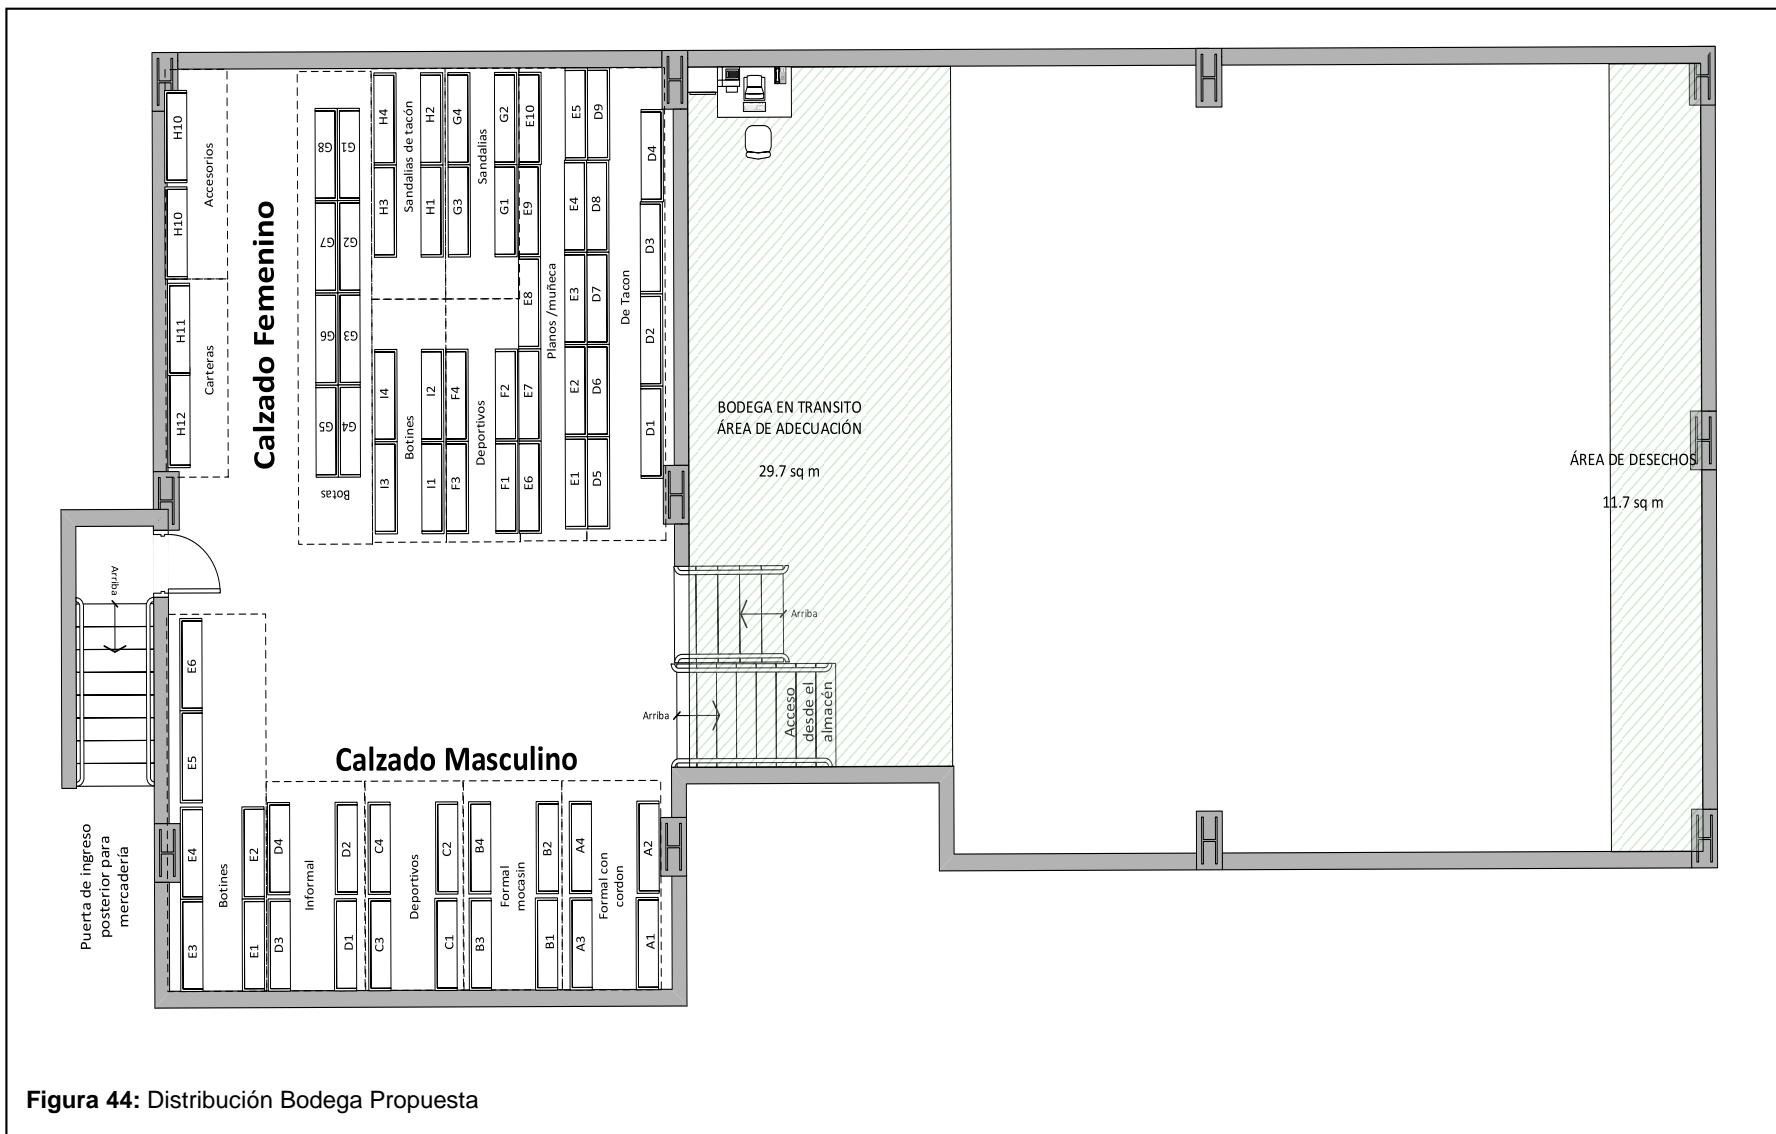 H10
H10
Accesorios
H11
H12
Carteras
Calzado Femenino
G8
G1
G7
G2
G6
G3
G5
G4
Botas
H4
H3
Sandalias de tacón
H2
H1
G4
G3
Sandalias
G2
G1
I4
I3
Botines
I2
I1
F4
F3
Deportivos
F2
F1
E10
E9
E8
E7
E6
Planos /muñeca
E5
E4
E3
E2
E1
D9
D8
D7
D6
D5
De Tacon
D4
D3
D2
D1
BODEGA EN TRANSITO
ÁREA DE ADECUACIÓN
29.7 sq m
ÁREA DE DESECHOS
11.7 sq m
Arriba
Arriba
Arriba
Acceso
desde el
almacén
Calzado Masculino
Puerta de ingreso
posterior para
mercadería
E6
E5
E4
E3
Botines
E2
E1
D4
D3
Informal
D2
D1
C4
C3
Deportivos
C2
C1
B4
B3
Formal
mocasin
B2
B1
A4
A3
Formal con
cordon
A2
A1
Figura 44: Distribución Bodega Propuesta